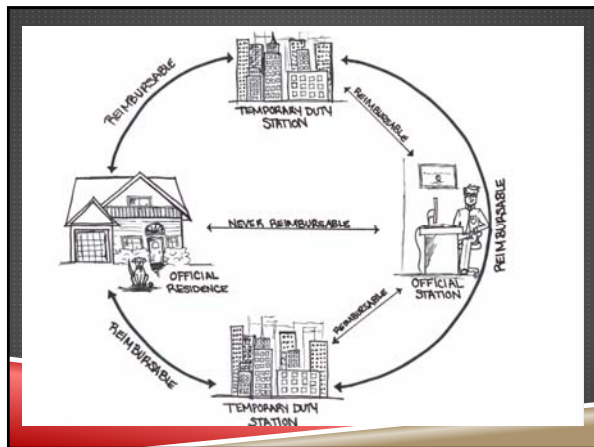 REIMBURSABLE
TEMPORARY DUTY
STATION
REIMBURSABLE
REIMBURSABLE
NEVER REIMBURSABLE
OFFICIAL
RESIDENCE
OFFICIAL
STATION
REIMBURSABLE
REIMBURSABLE
TEMPORARY DUTY
STATION